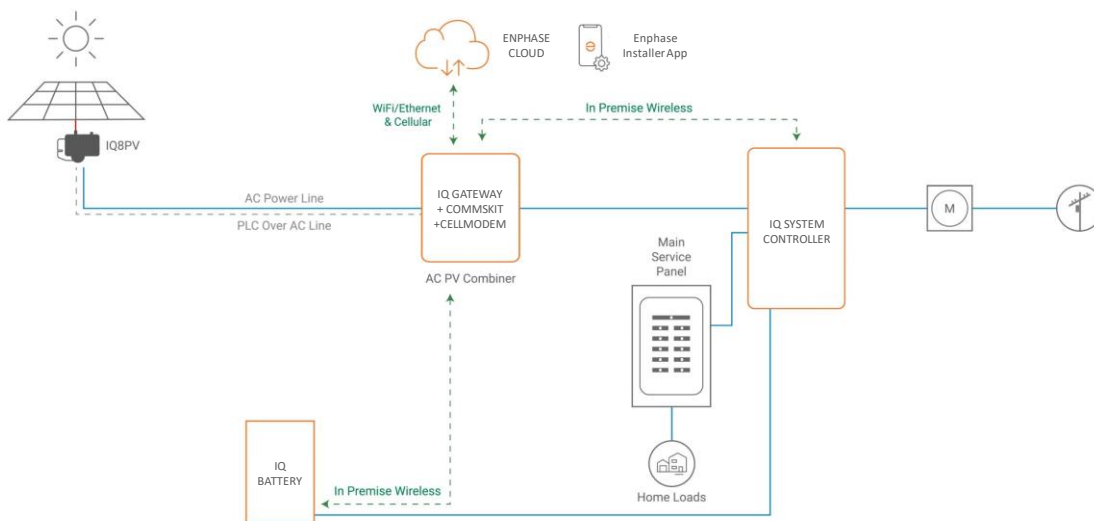 ENPHASE
CLOUD
Enphase
Installer App
WiFi/Ethernet
& Cellular
In Premise Wireless
IQ8PV
AC Power Line
PLC Over AC Line
IQ GATEWAY
+ COMMSKIT
+CELLMODEM
AC PV Combiner
IQ SYSTEM
CONTROLLER
M
Main
Service
Panel
Home Loads
IQ
BATTERY
In Premise Wireless